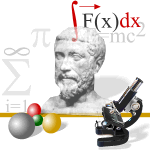 ∫F(x)dx
π
=mc²
∞
Σ
i=1